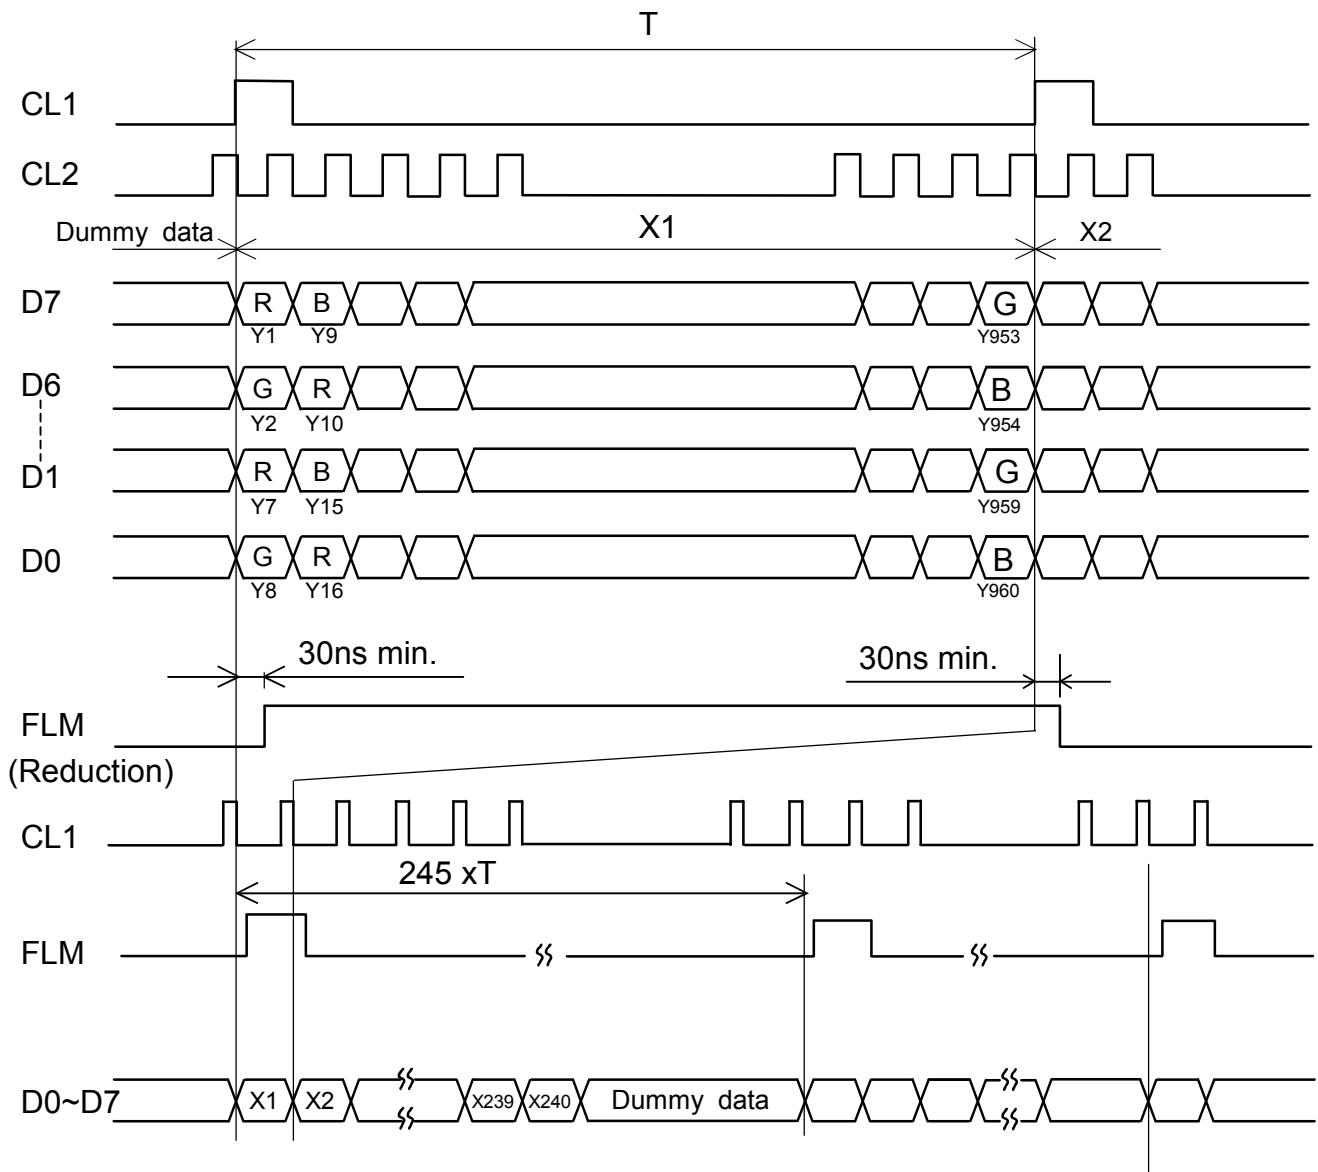 T
CL1
CL2
Dummy data
X1
X2
D7
R
B
G
Y1
Y9
Y953
D6
G
R
B
Y2
Y10
Y954
D1
R
B
G
Y7
Y15
Y959
D0
G
R
B
Y8
Y16
Y960
30ns min.
30ns min.
FLM
(Reduction)
CL1
245 xT
FLM
D0~D7
X1
X2
X239
X240
Dummy data